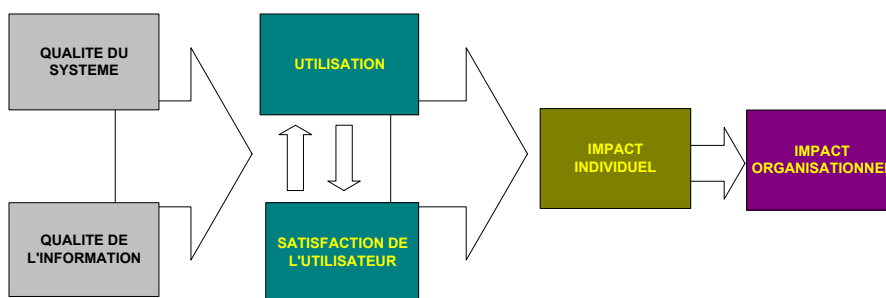 QUALITE DU
SYSTEME
UTILISATION
IMPACT
INDIVIDUEL
IMPACT
ORGANISATIONNEL
QUALITE DE
L'INFORMATION
SATISFACTION DE
L'UTILISATEUR